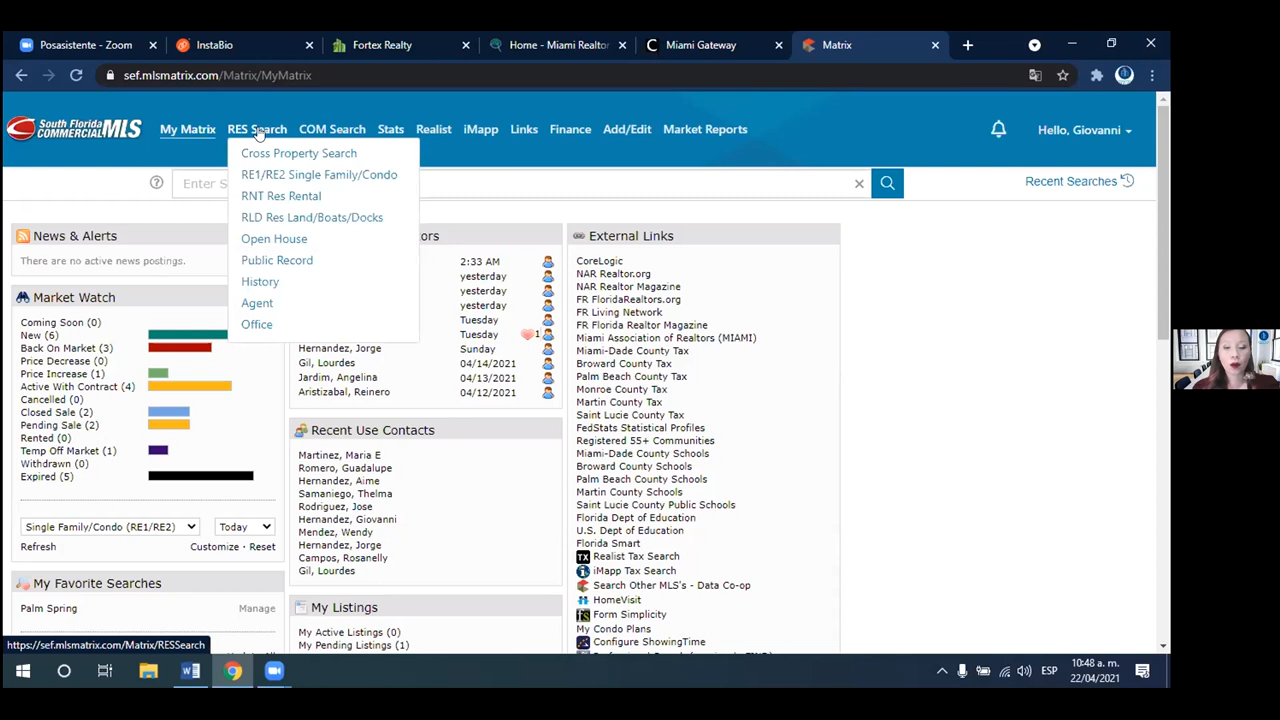 Posasistente - Zoom
InstaBio
Fortex Realty
Home - Miami Realtor
Miami Gateway
Matrix
sef.mlsmatrix.com/Matrix/MyMatrix
South Florida
COMMERCIAL MLS
My Matrix
RES Search
COM Search
Stats
Realist
iMapp
Links
Finance
Add/Edit
Market Reports
Hello, Giovanni
Cross Property Search
RE1/RE2 Single Family/Condo
RNT Res Rental
RLD Res Land/Boats/Docks
Open House
Public Record
History
Agent
Office
Enter S
Recent Searches
News & Alerts
There are no active news postings.
Market Watch
Coming Soon (0)
New (6)
Back On Market (3)
Price Decrease (0)
Price Increase (1)
Active With Contract (4)
Cancelled (0)
Closed Sale (2)
Pending Sale (2)
Rented (0)
Temp Off Market (1)
Withdrawn (0)
Expired (5)
Single Family/Condo (RE1/RE2)
Today
Refresh
Customize · Reset
My Favorite Searches
Palm Spring
Manage
https://sef.mlsmatrix.com/Matrix/RESSearch
tors
2:33 AM
yesterday
yesterday
yesterday
Tuesday
Tuesday 1
Hernandez, Jorge Sunday
Gil, Lourdes 04/14/2021
Jardim, Angelina 04/13/2021
Aristizabal, Reinero 04/12/2021
Recent Use Contacts
Martinez, Maria E
Romero, Guadalupe
Hernandez, Aime
Samaniego, Thelma
Rodriguez, Jose
Hernandez, Giovanni
Mendez, Wendy
Hernandez, Jorge
Campos, Rosanelly
Gil, Lourdes
My Listings
My Active Listings (0)
My Pending Listings (1)
External Links
CoreLogic
NAR Realtor.org
NAR Realtor Magazine
FR FloridaRealtors.org
FR Living Network
FR Florida Realtor Magazine
Miami Association of Realtors (MIAMI)
Miami-Dade County Tax
Broward County Tax
Palm Beach County Tax
Monroe County Tax
Martin County Tax
Saint Lucie County Tax
FedStats Statistical Profiles
Registered 55+ Communities
Miami-Dade County Schools
Broward County Schools
Palm Beach County Schools
Martin County Schools
Saint Lucie County Public Schools
Florida Dept of Education
U.S. Dept of Education
Florida Smart
TX Realist Tax Search
iMapp Tax Search
Search Other MLS's - Data Co-op
HomeVisit
Form Simplicity
My Condo Plans
Configure ShowingTime
ESP
10:48 a. m.
22/04/2021